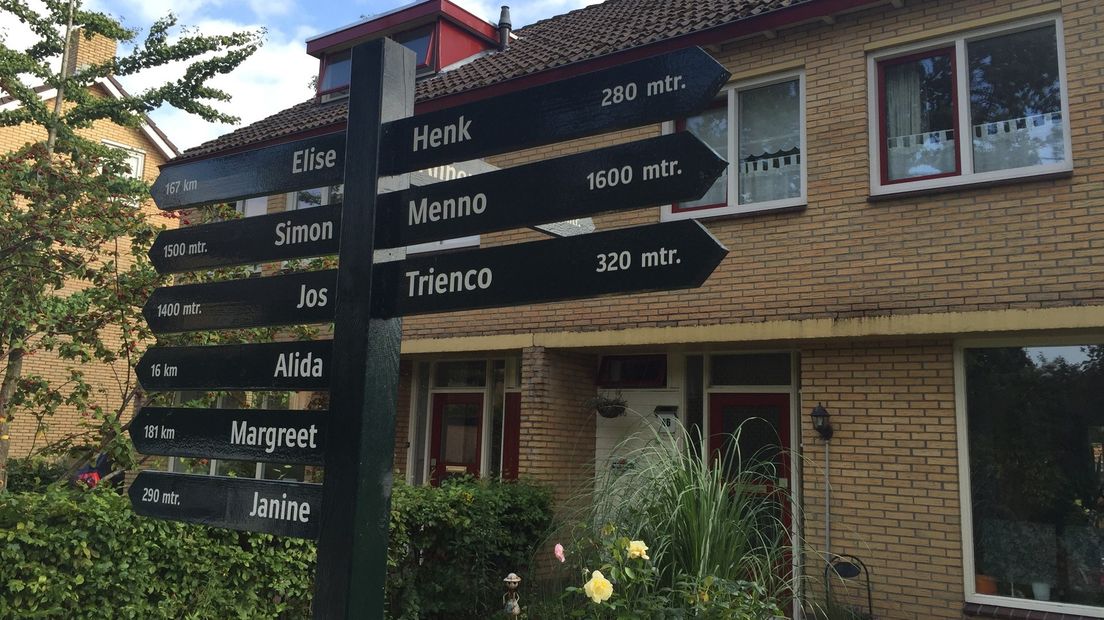 Elise
167 km
Simon
1500 mtr.
Jos
1400 mtr.
Alida
16 km
Margreet
181 km
Janine
290 mtr.
Henk
280 mtr.
Menno
1600 mtr.
Trienco
320 mtr.